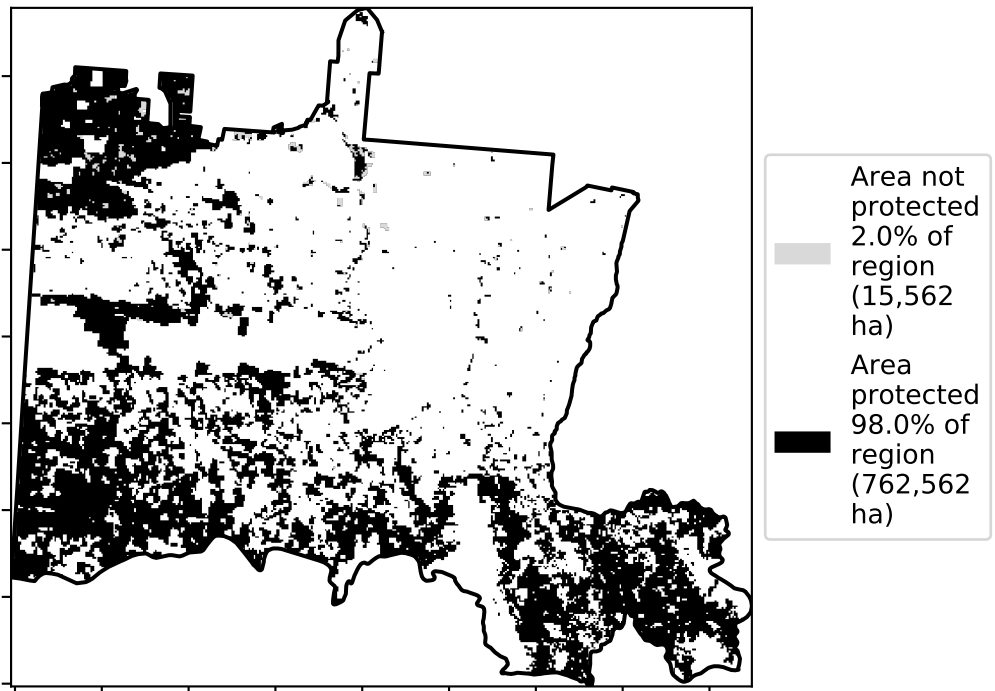 Area not
protected
2.0% of
region
(15,562
ha)
Area
protected
98.0% of
region
(762,562
ha)